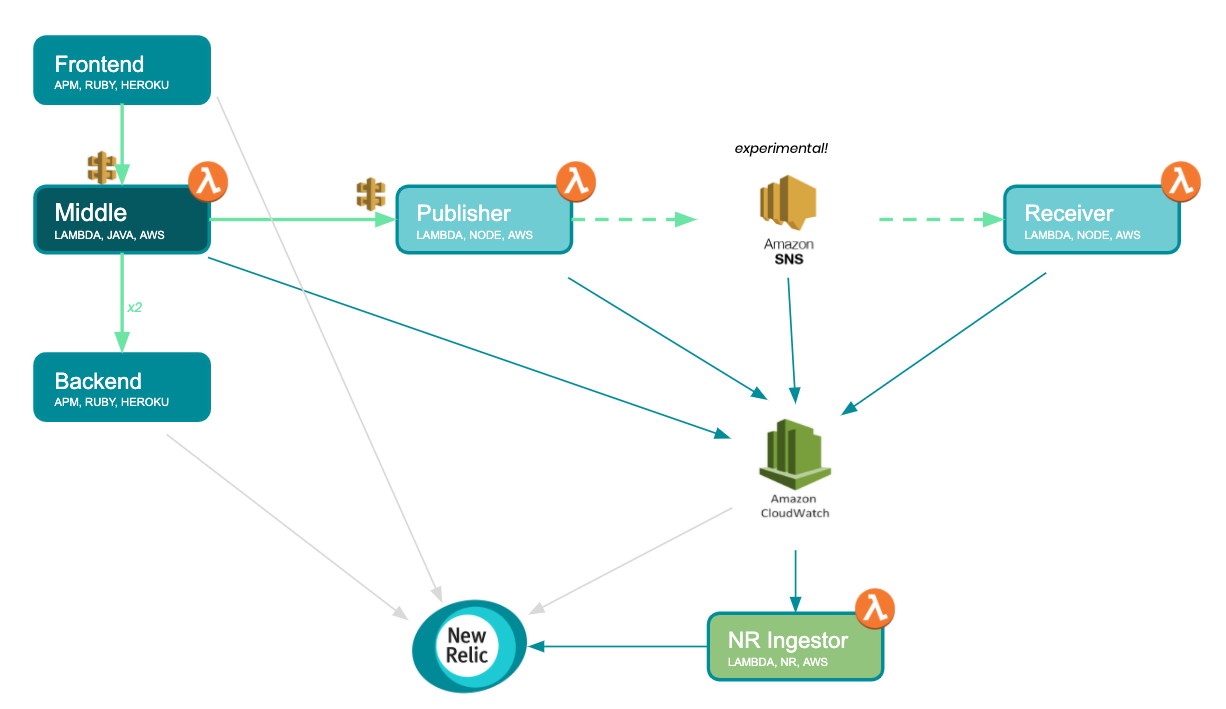 Frontend
APM, RUBY, HEROKU
experimental!
Middle
LAMBDA, JAVA, AWS
Publisher
LAMBDA, NODE, AWS
Amazon
SNS
Receiver
LAMBDA, NODE, AWS
x2
Backend
APM, RUBY, HEROKU
Amazon
CloudWatch
New
Relic
NR Ingestor
LAMBDA, NR, AWS